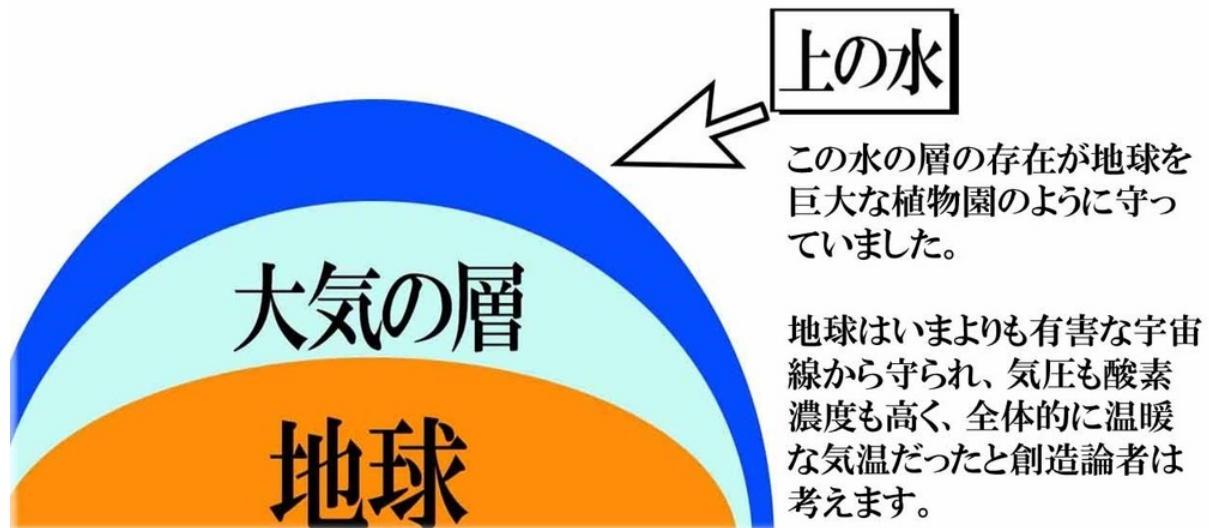 上の水
この水の層の存在が地球を
巨大な植物園のように守っ
ていました。
地球はいまよりも有害な宇宙
線から守られ、気圧も酸素
濃度も高く、全体的に温暖
な気温だったと創造論者は
考えます。
大気の層
地球